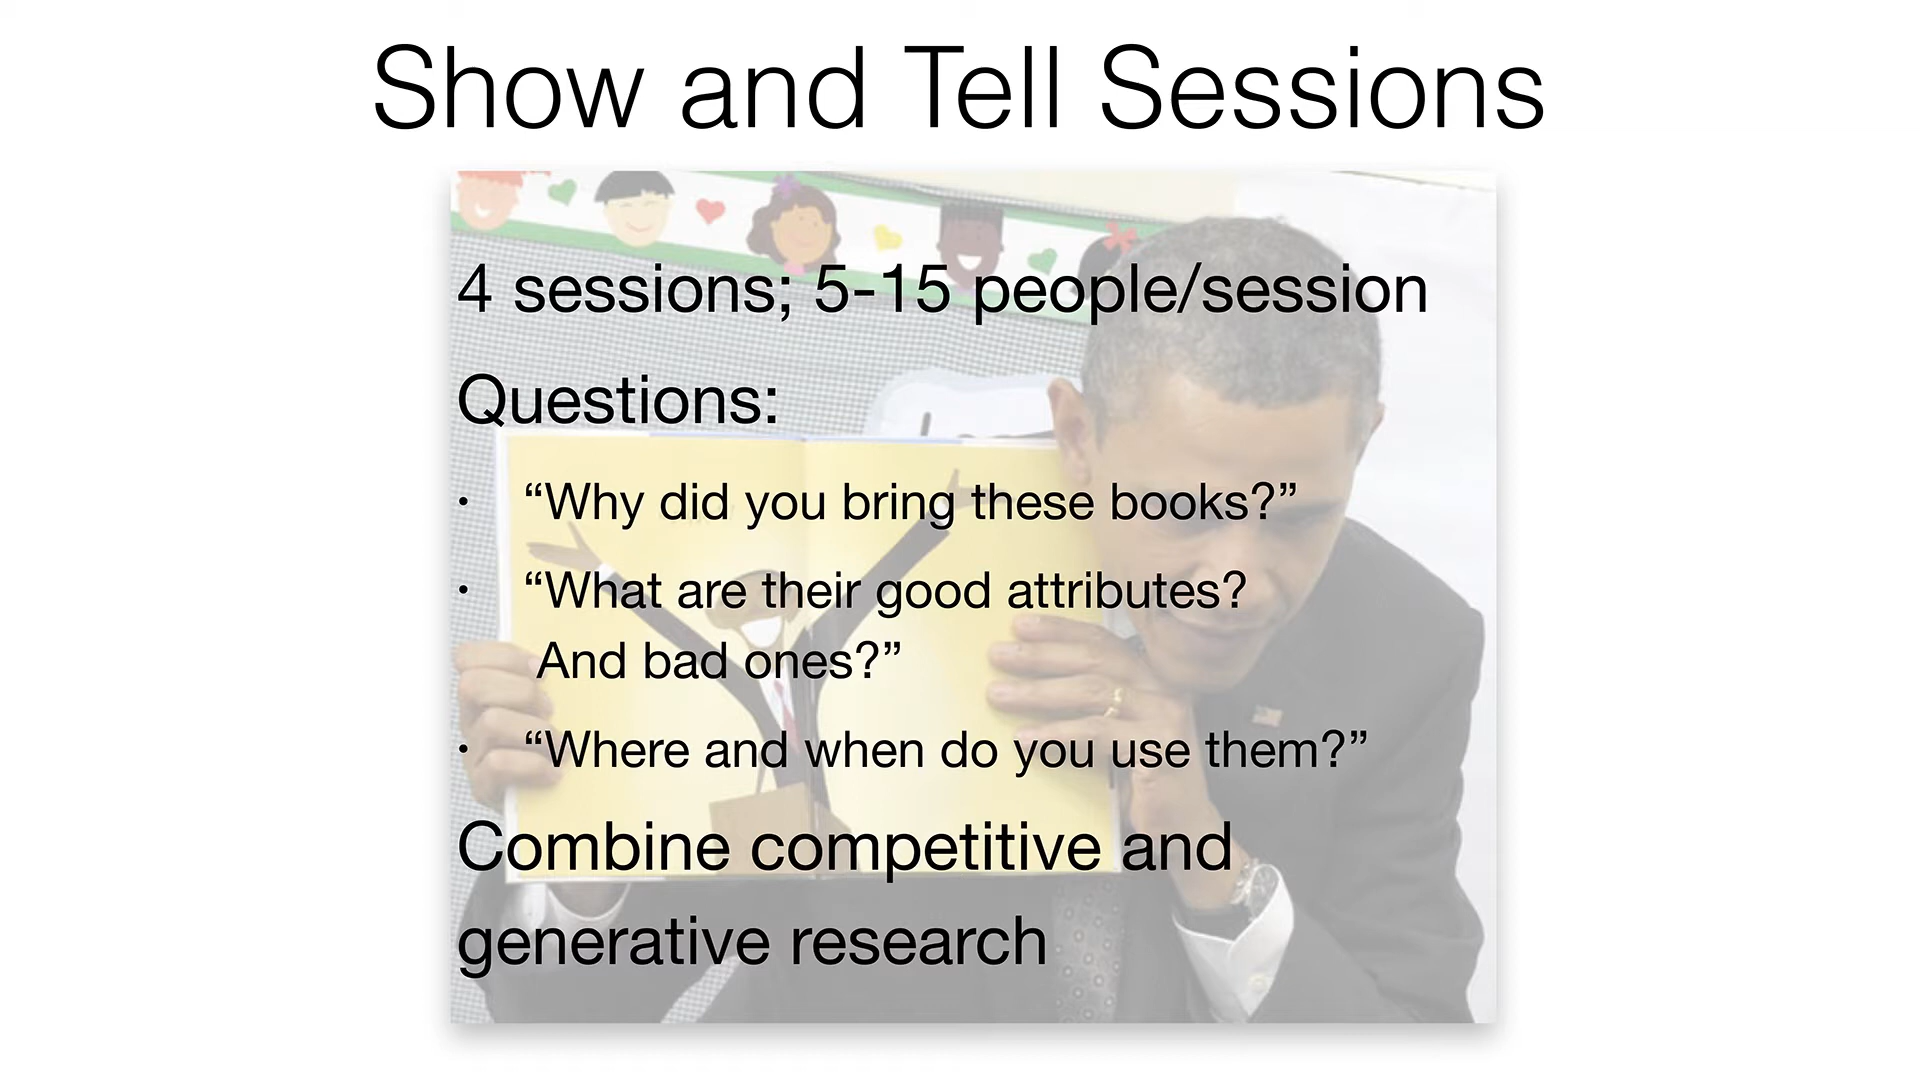 Show and Tell Sessions
4 sessions; 5-15 people/session
Questions:
• “Why did you bring these books?”
• “What are their good attributes?
And bad ones?”
• “Where and when do you use them?”
Combine competitive and
generative research